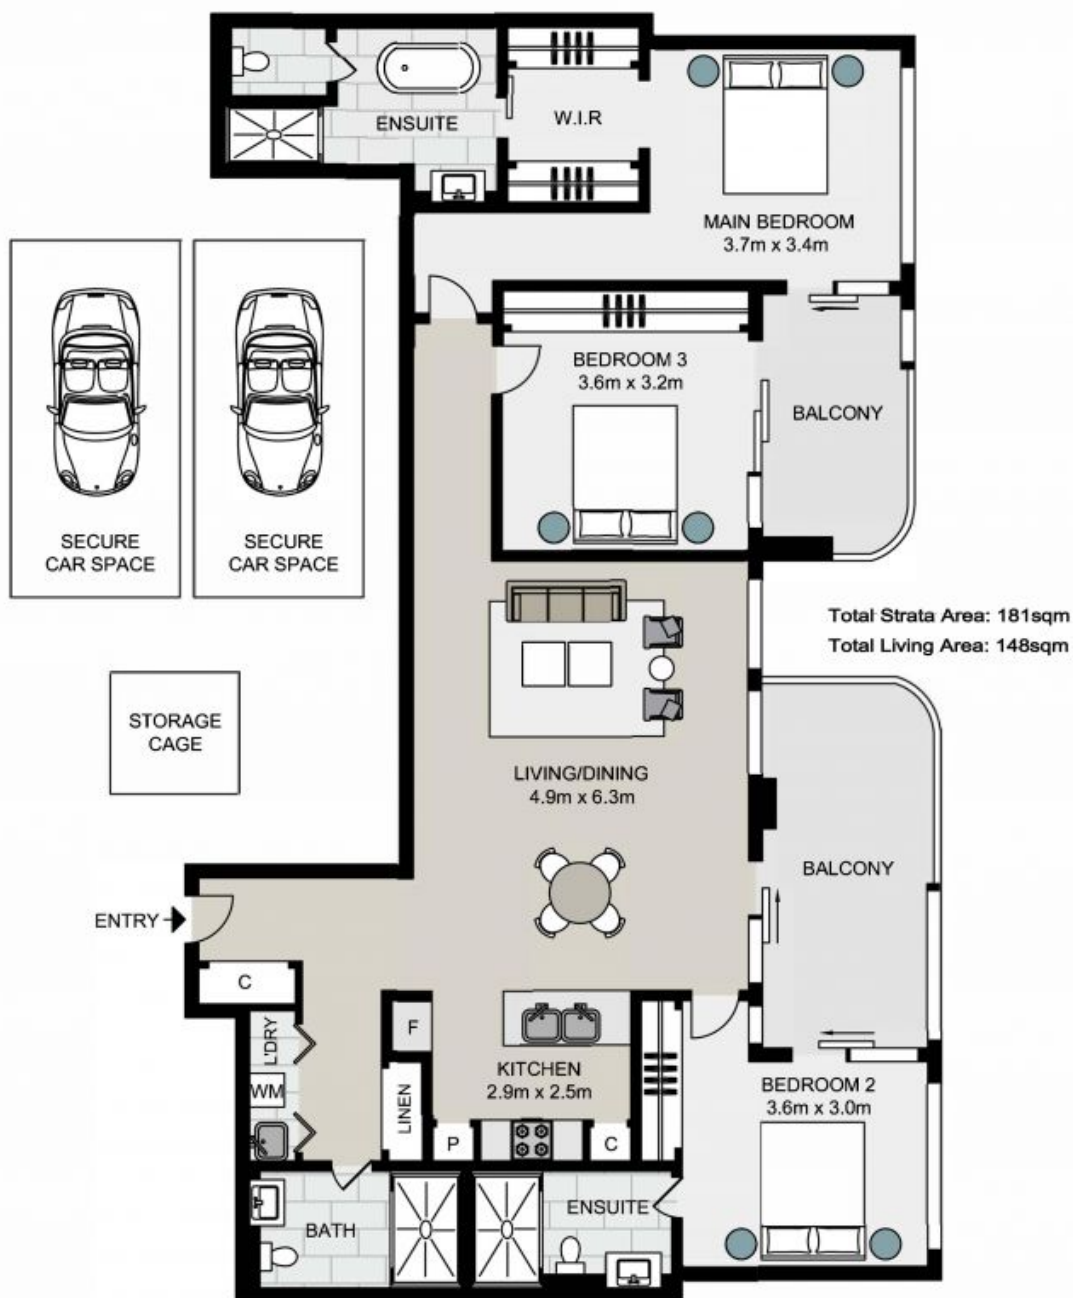 ENSUITE
W.I.R
MAIN BEDROOM
3.7m x 3.4m
BEDROOM 3
3.6m x 3.2m
BALCONY
SECURE
CAR SPACE
SECURE
CAR SPACE
Total Strata Area: 181sqm
Total Living Area: 148sqm
STORAGE
CAGE
LIVING/DINING
4.9m x 6.3m
BALCONY
ENTRY
C
L'DRY
WM
F
LINEN
KITCHEN
2.9m x 2.5m
P
C
BEDROOM 2
3.6m x 3.0m
BATH
ENSUITE